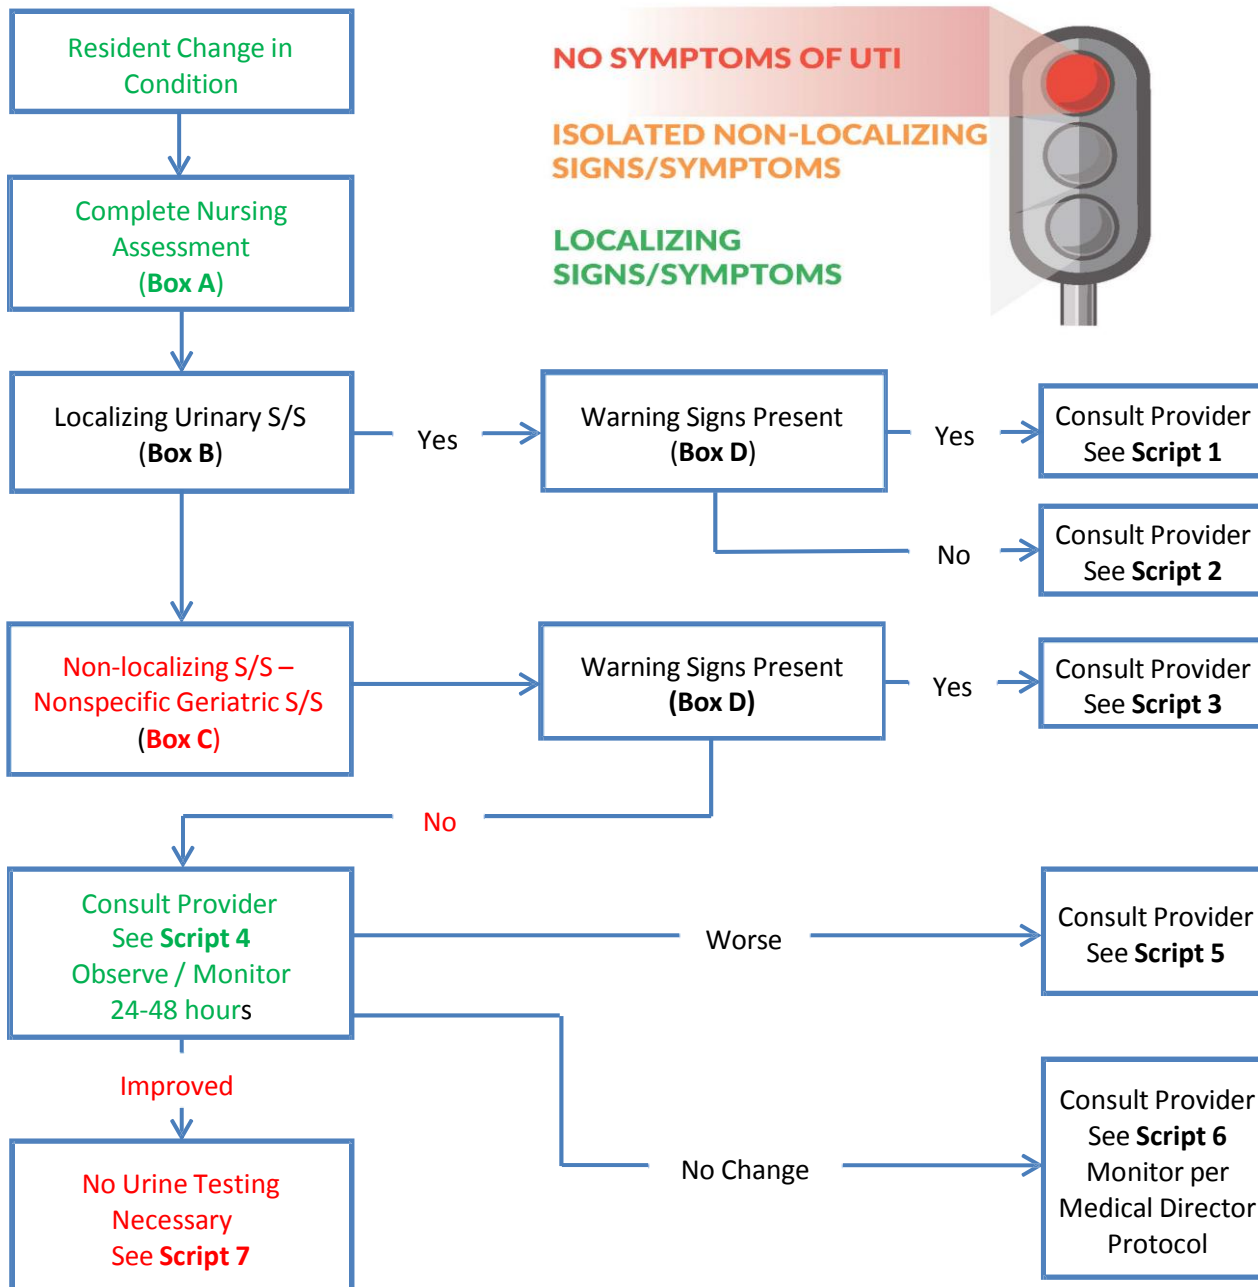 Resident Change in
Condition
NO SYMPTOMS OF UTI
ISOLATED NON-LOCALIZING
SIGNS/SYMPTOMS
LOCALIZING
SIGNS/SYMPTOMS
Complete Nursing
Assessment
(Box A)
Localizing Urinary S/S
(Box B)
Yes
Warning Signs Present
(Box D)
Yes
Consult Provider
See Script 1
No
Consult Provider
See Script 2
Non-localizing S/S –
Nonspecific Geriatric S/S
(Box C)
Warning Signs Present
(Box D)
Yes
Consult Provider
See Script 3
No
Consult Provider
See Script 4
Observe / Monitor
24-48 hours
Worse
Consult Provider
See Script 5
Improved
No Change
Consult Provider
See Script 6
Monitor per
Medical Director
Protocol
No Urine Testing
Necessary
See Script 7